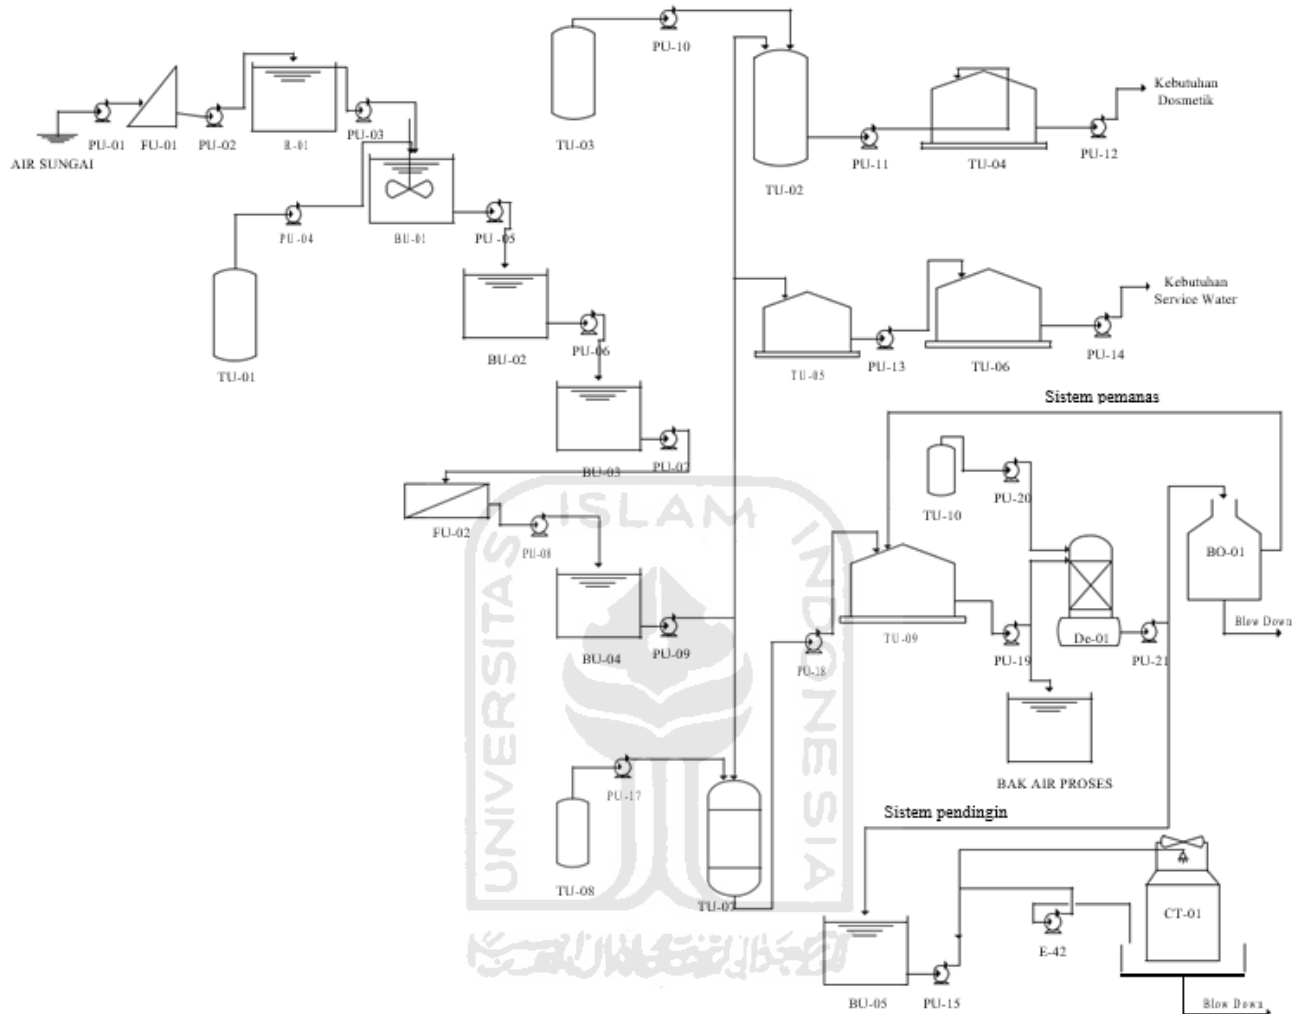 PU-10
PU-01
FU-01
PU-02
R-01
PU-03
AIR SUNGAI
TU-03
TU-02
PU-11
TU-04
PU-12
Kebutuhan
Dosmetik
PU-04
BU-01
PU-05
TU-01
BU-02
PU-06
TU-05
PU-13
TU-06
PU-14
Kebutuhan
Service Water
BU-03
PU-07
Sistem pemanas
FU-02
PU-08
TU-10
PU-20
BO-01
Blow Down
BU-04
PU-09
PU-18
TU-09
PU-19
De-01
PU-21
BAK AIR PROSES
TU-08
PU-17
TU-07
Sistem pendingin
BU-05
PU-15
E-42
CT-01
Blow Down
UNIVERSITAS
ISLAM
INDONESIA